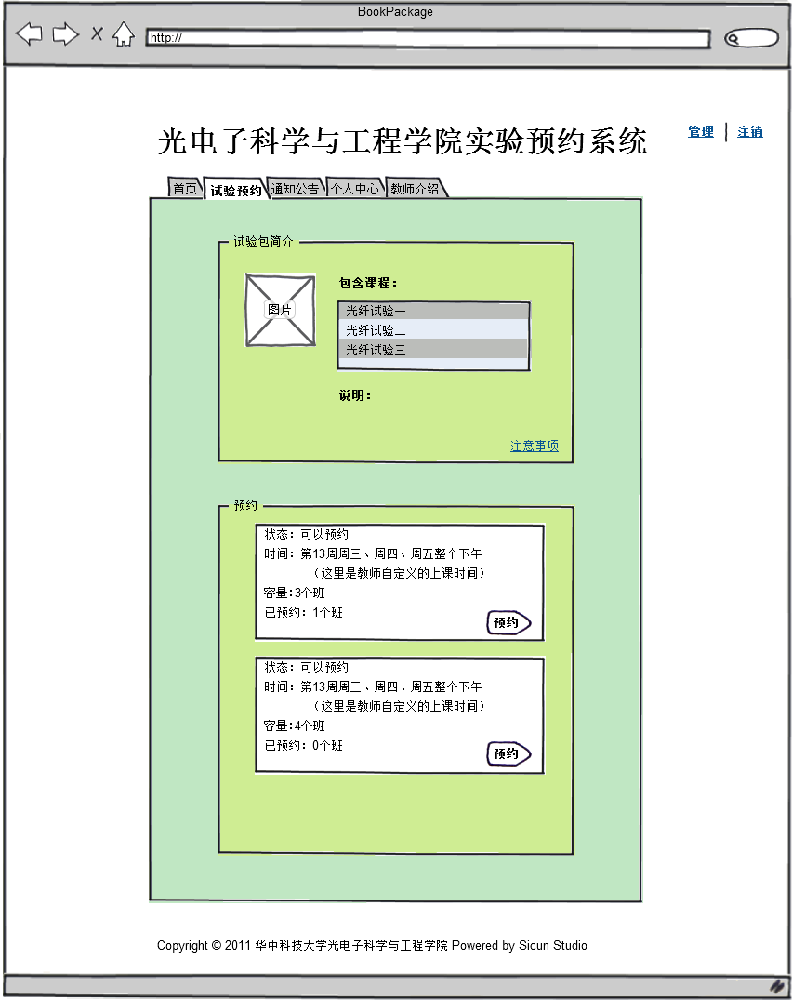 BookPackage
http://
光电子科学与工程学院实验预约系统
管理 | 注销
首页 试验预约 通知公告 个人中心 教师介绍
试验包简介
图片
包含课程：
光纤试验一
光纤试验二
光纤试验三
说明：
注意事项
预约
状态：可以预约
时间：第13周周三、周四、周五整个下午
（这里是教师自定义的上课时间）
容量:3个班
已预约：1个班
预约
状态：可以预约
时间：第13周周三、周四、周五整个下午
（这里是教师自定义的上课时间）
容量:4个班
已预约：0个班
预约
Copyright © 2011 华中科技大学光电子科学与工程学院 Powered by Sicun Studio